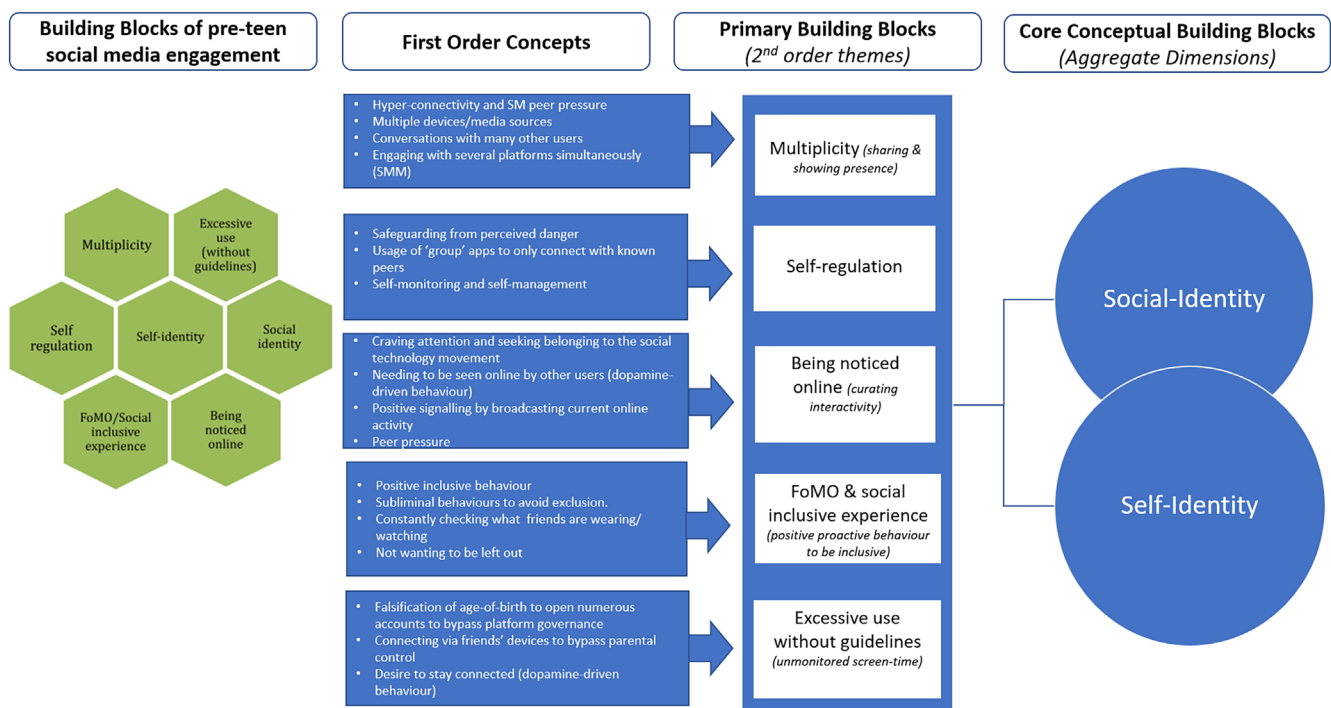 Building Blocks of pre-teen
social media engagement
First Order Concepts
Primary Building Blocks
(2nd order themes)
Core Conceptual Building Blocks
(Aggregate Dimensions)
Multiplicity
Excessive
use
(without
guidelines)
Self
regulation
Self-identity
Social
identity
FoMO/Social
inclusive
experience
Being
noticed
online
• Hyper-connectivity and SM peer pressure
• Multiple devices/media sources
• Conversations with many other users
• Engaging with several platforms simultaneously
(SMM)
Multiplicity (sharing &
showing presence)
• Safeguarding from perceived danger
• Usage of ‘group’ apps to only connect with known
peers
• Self-monitoring and self-management
Self-regulation
• Craving attention and seeking belonging to the social
technology movement
• Needing to be seen online by other users (dopamine-
driven behaviour)
• Positive signalling by broadcasting current online
activity
• Peer pressure
Being noticed
online (curating
interactivity)
• Positive inclusive behaviour
• Subliminal behaviours to avoid exclusion.
• Constantly checking what friends are wearing/
watching
• Not wanting to be left out
FoMO & social
inclusive experience
(positive proactive behaviour
to be inclusive)
• Falsification of age-of-birth to open numerous
accounts to bypass platform governance
• Connecting via friends’ devices to bypass parental
control
• Desire to stay connected (dopamine-driven
behaviour)
Excessive use
without guidelines
(unmonitored screen-time)
Social-Identity
Self-Identity